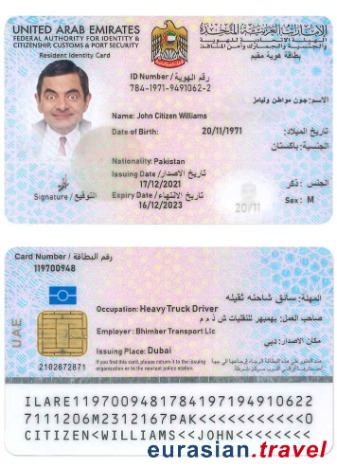 UNITED ARAB EMIRATES
FEDERAL AUTHORITY FOR IDENTITY &
CITIZENSHIP CUSTOMS & PORT SECURITY
Resident Identity Card
الإمارات العربية المتحدة
الهيئة الاتحادية للهوية
والجنسية والجمارك وأمن المنافذ
بطاقة هوية مقيم
ID Number / رقم الهوية
784-1971-9491062-2
الاسم: جون مواطن وليامز
Name: John Citizen Williams
Date of Birth: 20/11/1971 تاريخ الميلاد:
الجنسية: باكستان
Nationality: Pakistan
Issuing Date / تاريخ الإصدار
17/12/2021
Expiry Date / تاريخ الإنتهاء
16/12/2023
الجنس: ذكر
Sex: M
Signature / التوقيع
20/11
Card Number / رقم البطاقة
119700948
UAE
2102672871
Occupation: Heavy Truck Driver
المهنة: سائق شاحنه ثقيله
Employer: Bhimber Transport Llc
صاحب العمل: بهمبهر للنقليات ش ذ م م
Issuing Place: Dubai
مكان الإصدار: دبي
If you find this card, please return it to the issuing
organization or to the nearest police station.
ILARE1197009481784197194910622
7111206M2312167PAK<<<<<<<<<<<0
CITIZEN<WILLIAMS<<JOHN<<<<<<<<
eurasian.travel